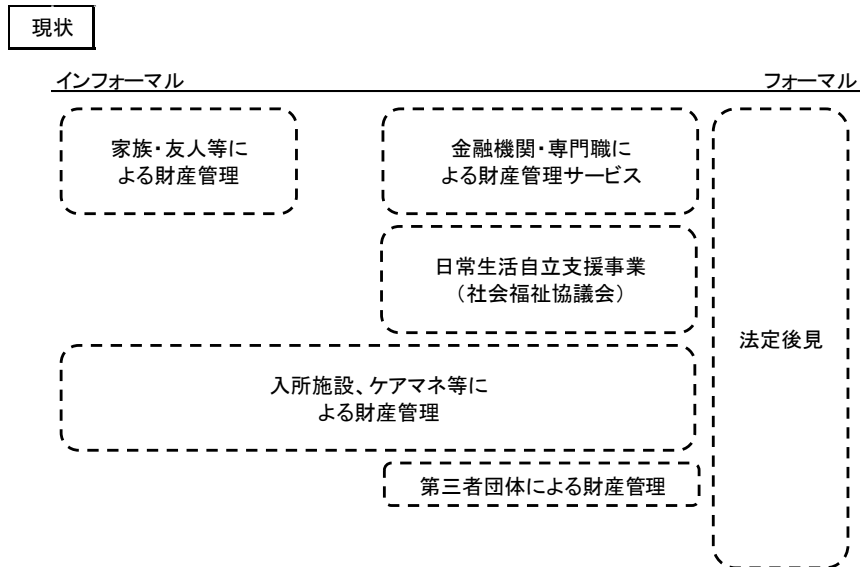 現状
インフォーマル
フォーマル
家族・友人等に
よる財産管理
金融機関・専門職に
よる財産管理サービス
日常生活自立支援事業
（社会福祉協議会）
法定後見
入所施設、ケアマネ等に
よる財産管理
第三者団体による財産管理